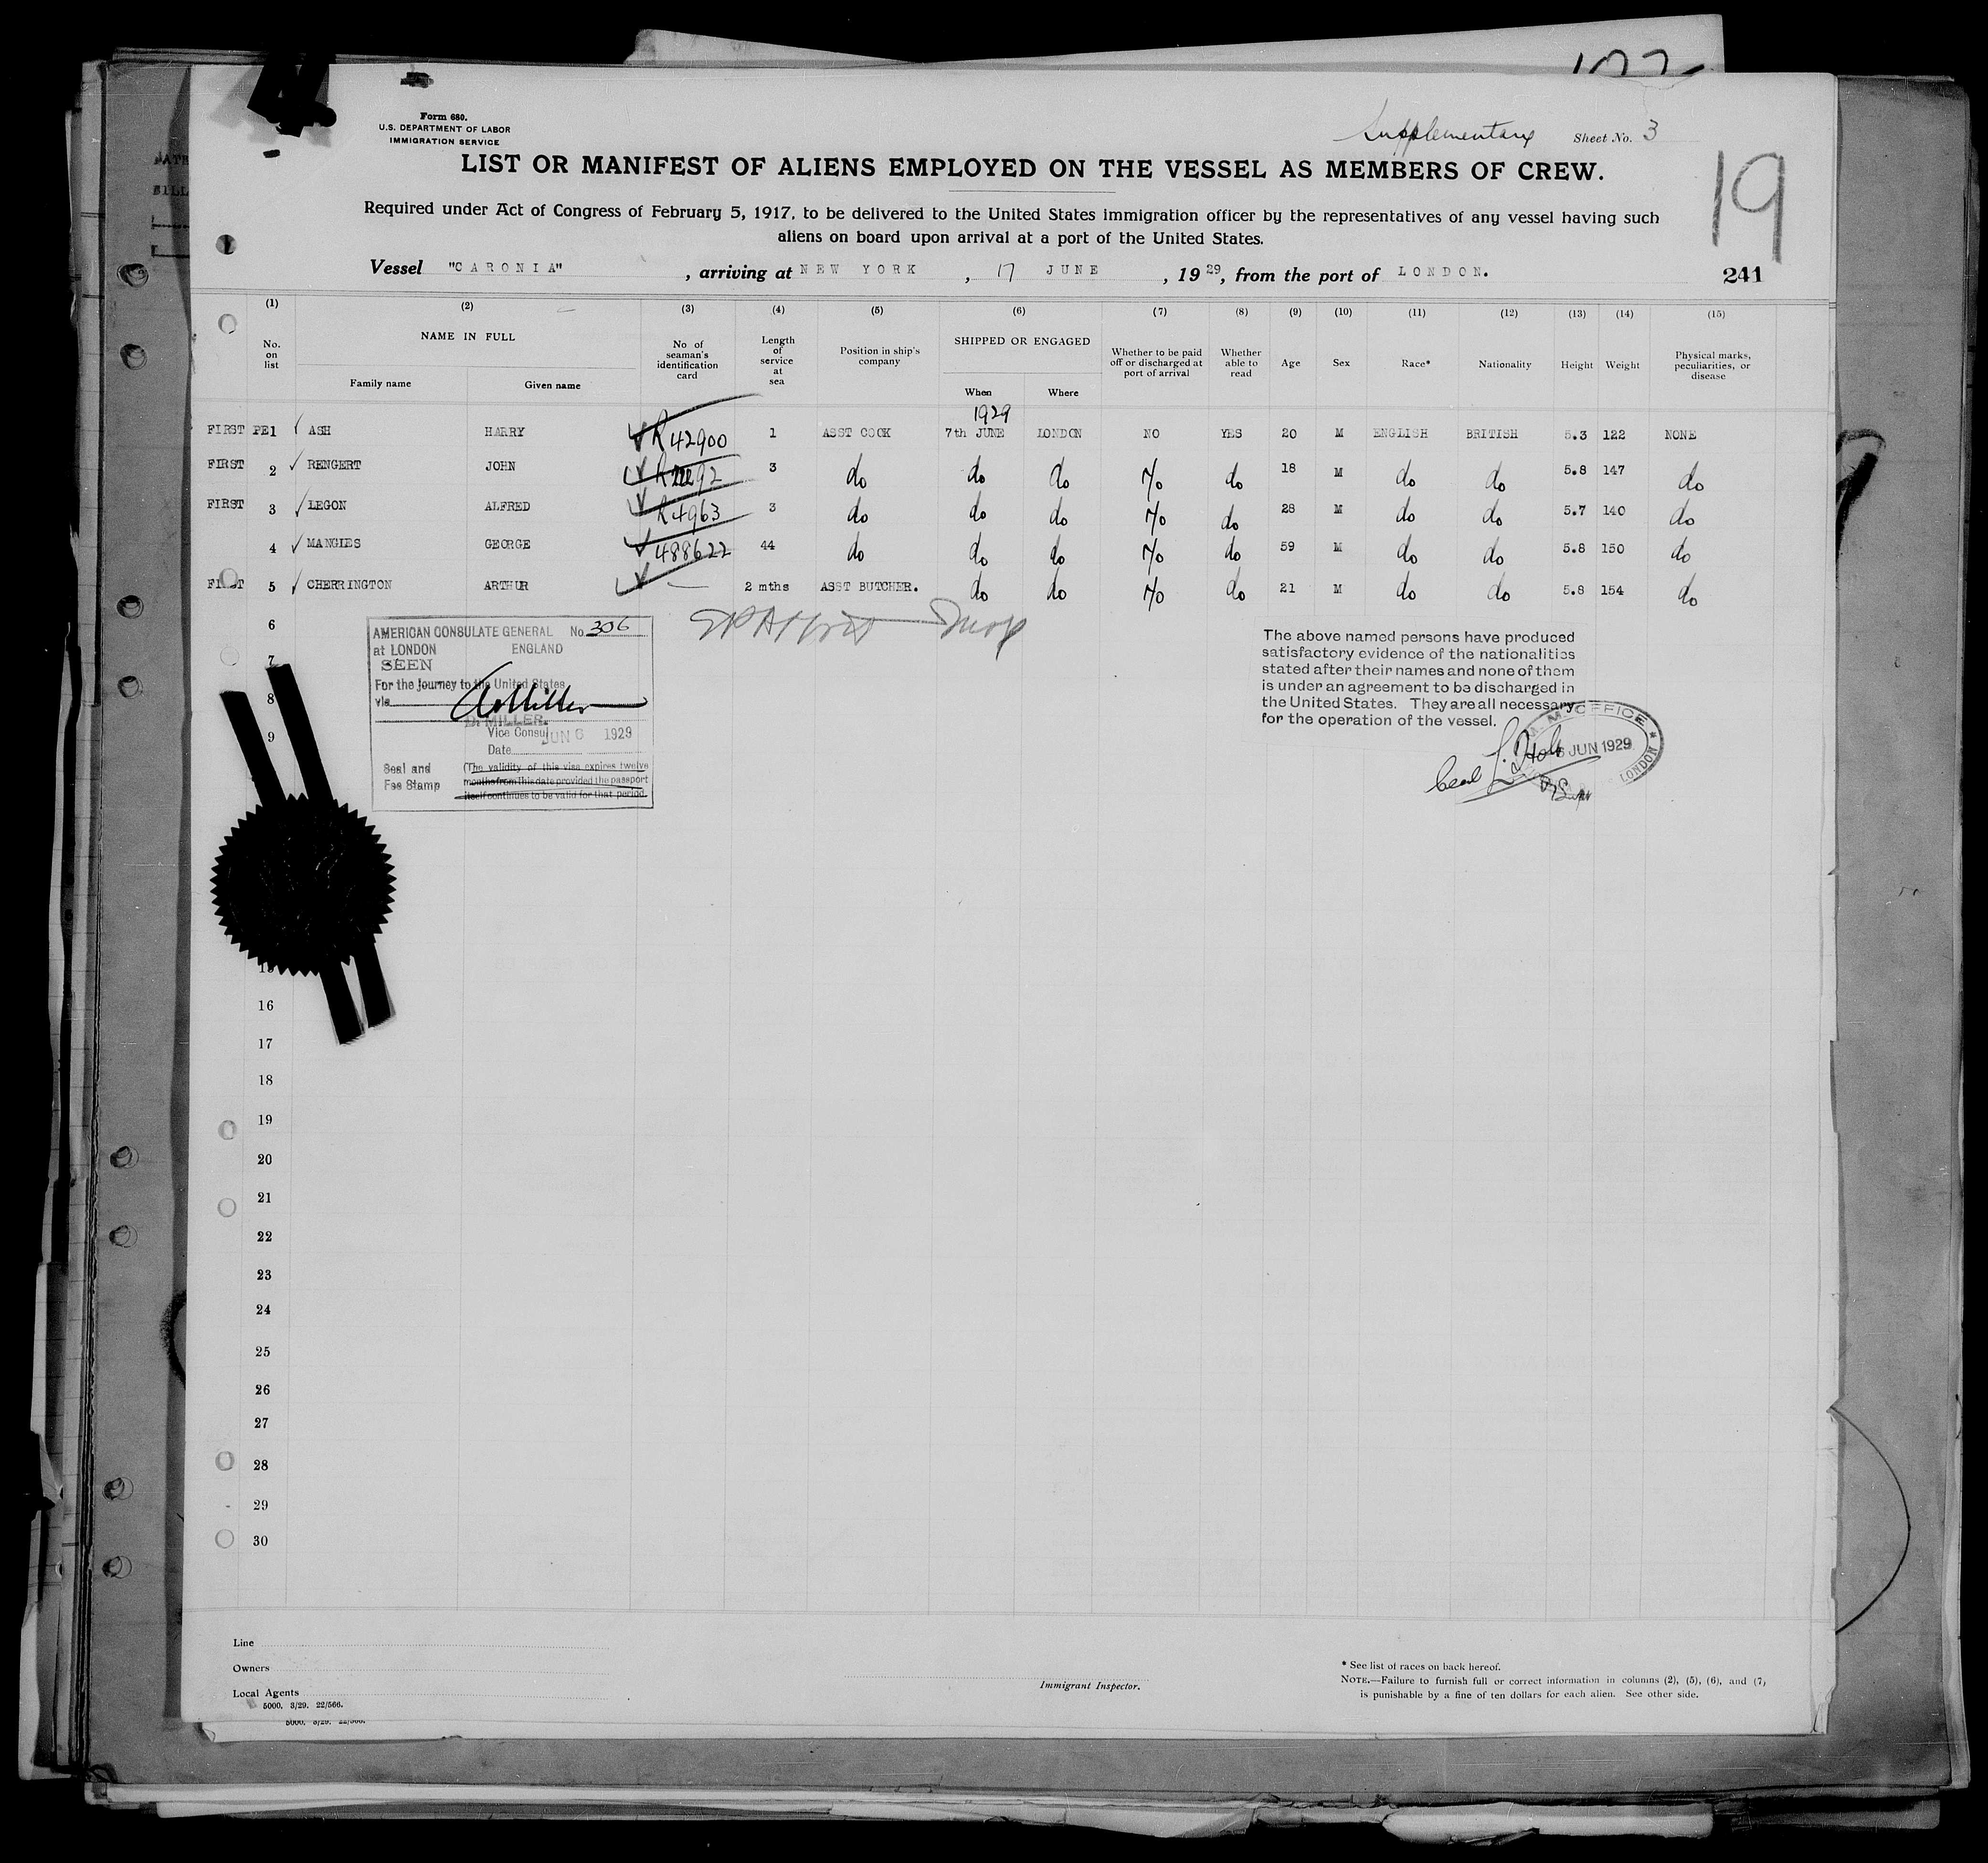 Form 680.
U.S. DEPARTMENT OF LABOR
IMMIGRATION SERVICE
Supplementary Sheet No. 3
LIST OR MANIFEST OF ALIENS EMPLOYED ON THE VESSEL AS MEMBERS OF CREW.
19
Required under Act of Congress of February 5, 1917, to be delivered to the United States immigration officer by the representatives of any vessel having such
aliens on board upon arrival at a port of the United States.
Vessel "CARONIA", arriving at NEW YORK, 17 JUNE, 1929, from the port of LONDON.
241
(1) (2) (3) (4) (5) (6) (7) (8) (9) (10) (11) (12) (13) (14) (15)
No. on list
NAME IN FULL
Family name Given name
No of seaman's identification card
Length of service at sea
Position in ship's company
SHIPPED OR ENGAGED
When Where
Whether to be paid off or discharged at port of arrival
Whether able to read
Age
Sex
Race*
Nationality
Height
Weight
Physical marks, peculiarities, or disease
1929
FIRST PE 1 ASH HARRY R 42900 1 ASST COOK 7th JUNE LONDON NO YES 20 M ENGLISH BRITISH 5.3 122 NONE
FIRST 2 RENGERT JOHN 3 do do do do 18 M do do 5.8 147 do
FIRST 3 LEGON ALFRED R4963 3 do do do do 28 M do do 5.7 140 do
4 MANGIES GEORGE 488622 44 do do do do 59 M do do 5.8 150 do
FIRST 5 CHERRINGTON ARTHUR — 2 mths ASST BUTCHER. do do do 21 M do do 5.8 154 do
6
7
8
9
AMERICAN CONSULATE GENERAL No. 306
at LONDON ENGLAND
SEEN
For the journey to the United States
via
D. MILLER.
Vice Consul JUN 6 1929
Date
Seal and Fee Stamp
(The validity of this visa expires twelve
months from this date provided the passport
itself continues to be valid for that period.
The above named persons have produced
satisfactory evidence of the nationalities
stated after their names and none of them
is under an agreement to be discharged in
the United States. They are all necessary
for the operation of the vessel.
M. M. OFFICE
6 JUN 1929
LONDON
15
16
17
18
19
20
21
22
23
24
25
26
27
28
29
30
Line
Owners
Local Agents
5000. 3/29. 22/566.
5000. 3/29. 22/566.
Immigrant Inspector.
* See list of races on back hereof.
NOTE.—Failure to furnish full or correct information in columns (2), (5), (6), and (7,
is punishable by a fine of ten dollars for each alien. See other side.